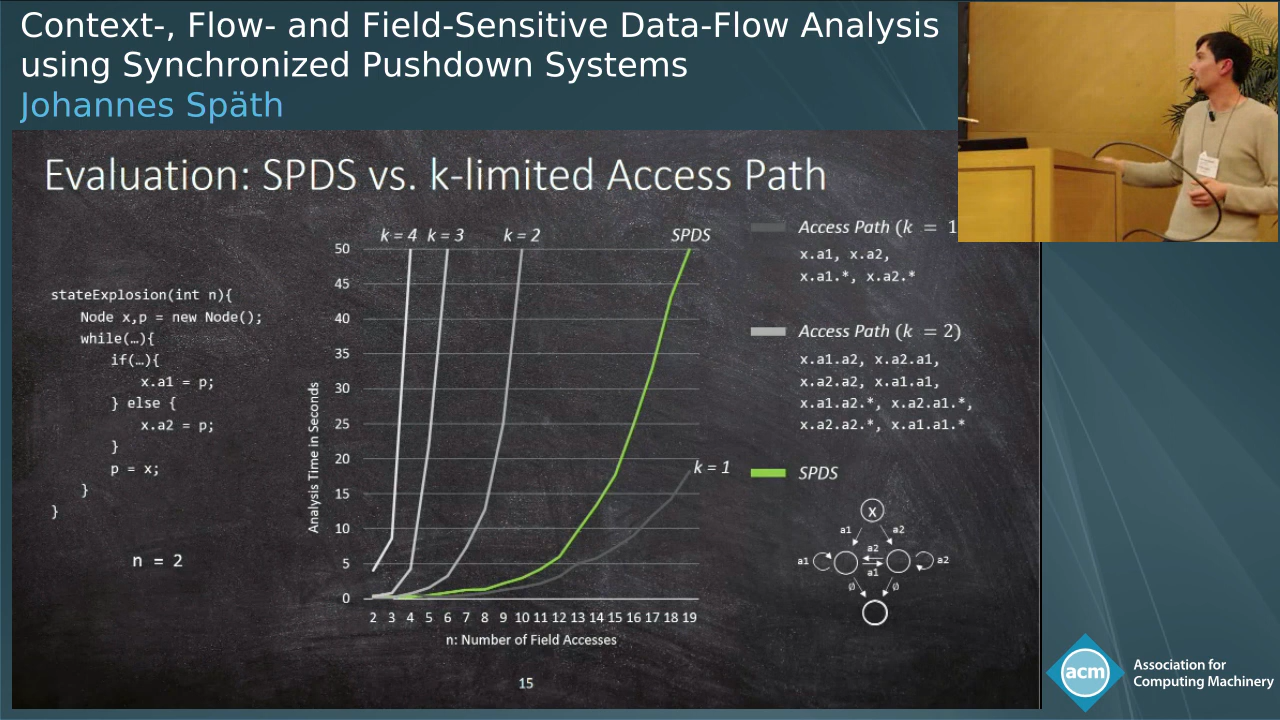 Context-, Flow- and Field-Sensitive Data-Flow Analysis
using Synchronized Pushdown Systems
Johannes Späth
Evaluation: SPDS vs. k-limited Access Path
stateExplosion(int n){
Node x,p = new Node();
while(…){
if(…){
x.a1 = p;
} else {
x.a2 = p;
}
p = x;
}
}
n = 2
k = 4 k = 3 k = 2 SPDS
50
45
40
35
30
25
20
15
10
5
0
k = 1
Analysis Time in Seconds
2 3 4 5 6 7 8 9 10 11 12 13 14 15 16 17 18 19
n: Number of Field Accesses
Access Path (k = 1
x.a1, x.a2,
x.a1.*, x.a2.*
Access Path (k = 2)
x.a1.a2, x.a2.a1,
x.a2.a2, x.a1.a1,
x.a1.a2.*, x.a2.a1.*,
x.a2.a2.*, x.a1.a1.*
SPDS
x
a1 a2
a2
a1 a2
a1
∅ ∅
15
acm
Association for
Computing Machinery